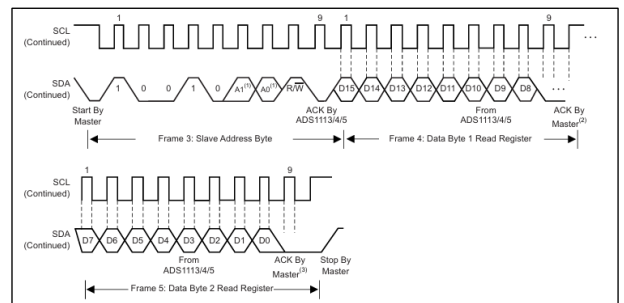 1 9 1 9
SCL
(Continued)
...
SDA
(Continued)
1 0 0 1 0 A1(1) A0(1) R/W D15 D14 D13 D12 D11 D10 D9 D8 ...
Start By
Master
ACK By
ADS1113/4/5
From
ADS1113/4/5
ACK By
Master(2)
Frame 3: Slave Address Byte
Frame 4: Data Byte 1 Read Register
1 9
SCL
(Continued)
SDA
(Continued)
D7 D6 D5 D4 D3 D2 D1 D0
From
ADS1113/4/5
ACK By
Master(3)
Stop By
Master
Frame 5: Data Byte 2 Read Register